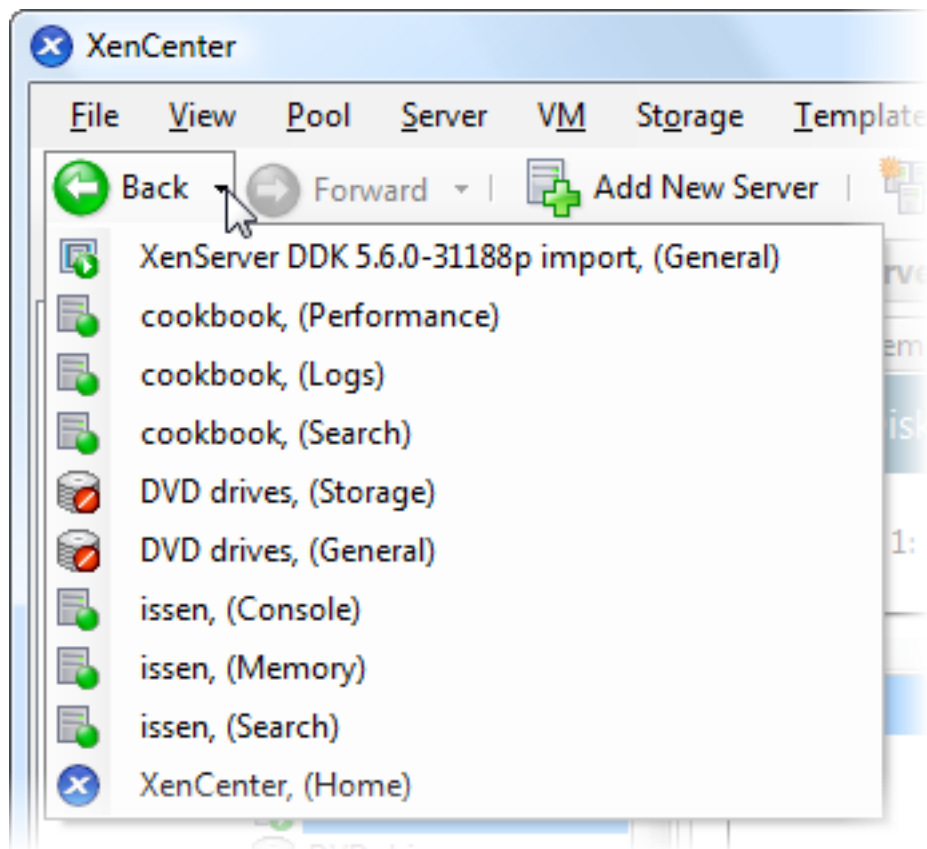 XenCenter
File View Pool Server VM Storage Template
Back Forward Add New Server
XenServer DDK 5.6.0-31188p import, (General)
cookbook, (Performance)
cookbook, (Logs)
cookbook, (Search)
DVD drives, (Storage)
DVD drives, (General)
1:
issen, (Console)
issen, (Memory)
issen, (Search)
XenCenter, (Home)